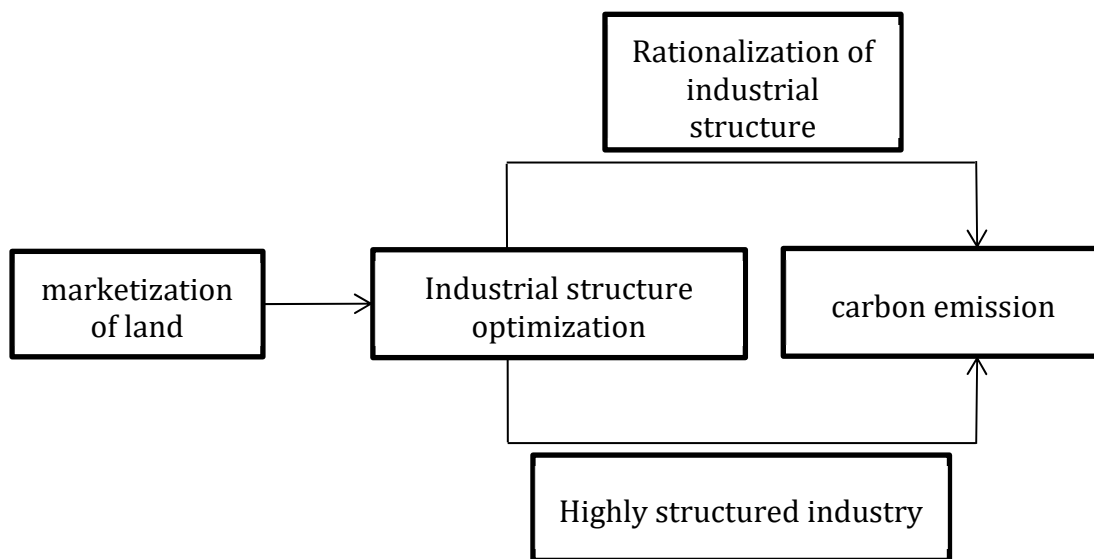 Rationalization of
industrial
structure
marketization
of land
Industrial structure
optimization
carbon emission
Highly structured industry